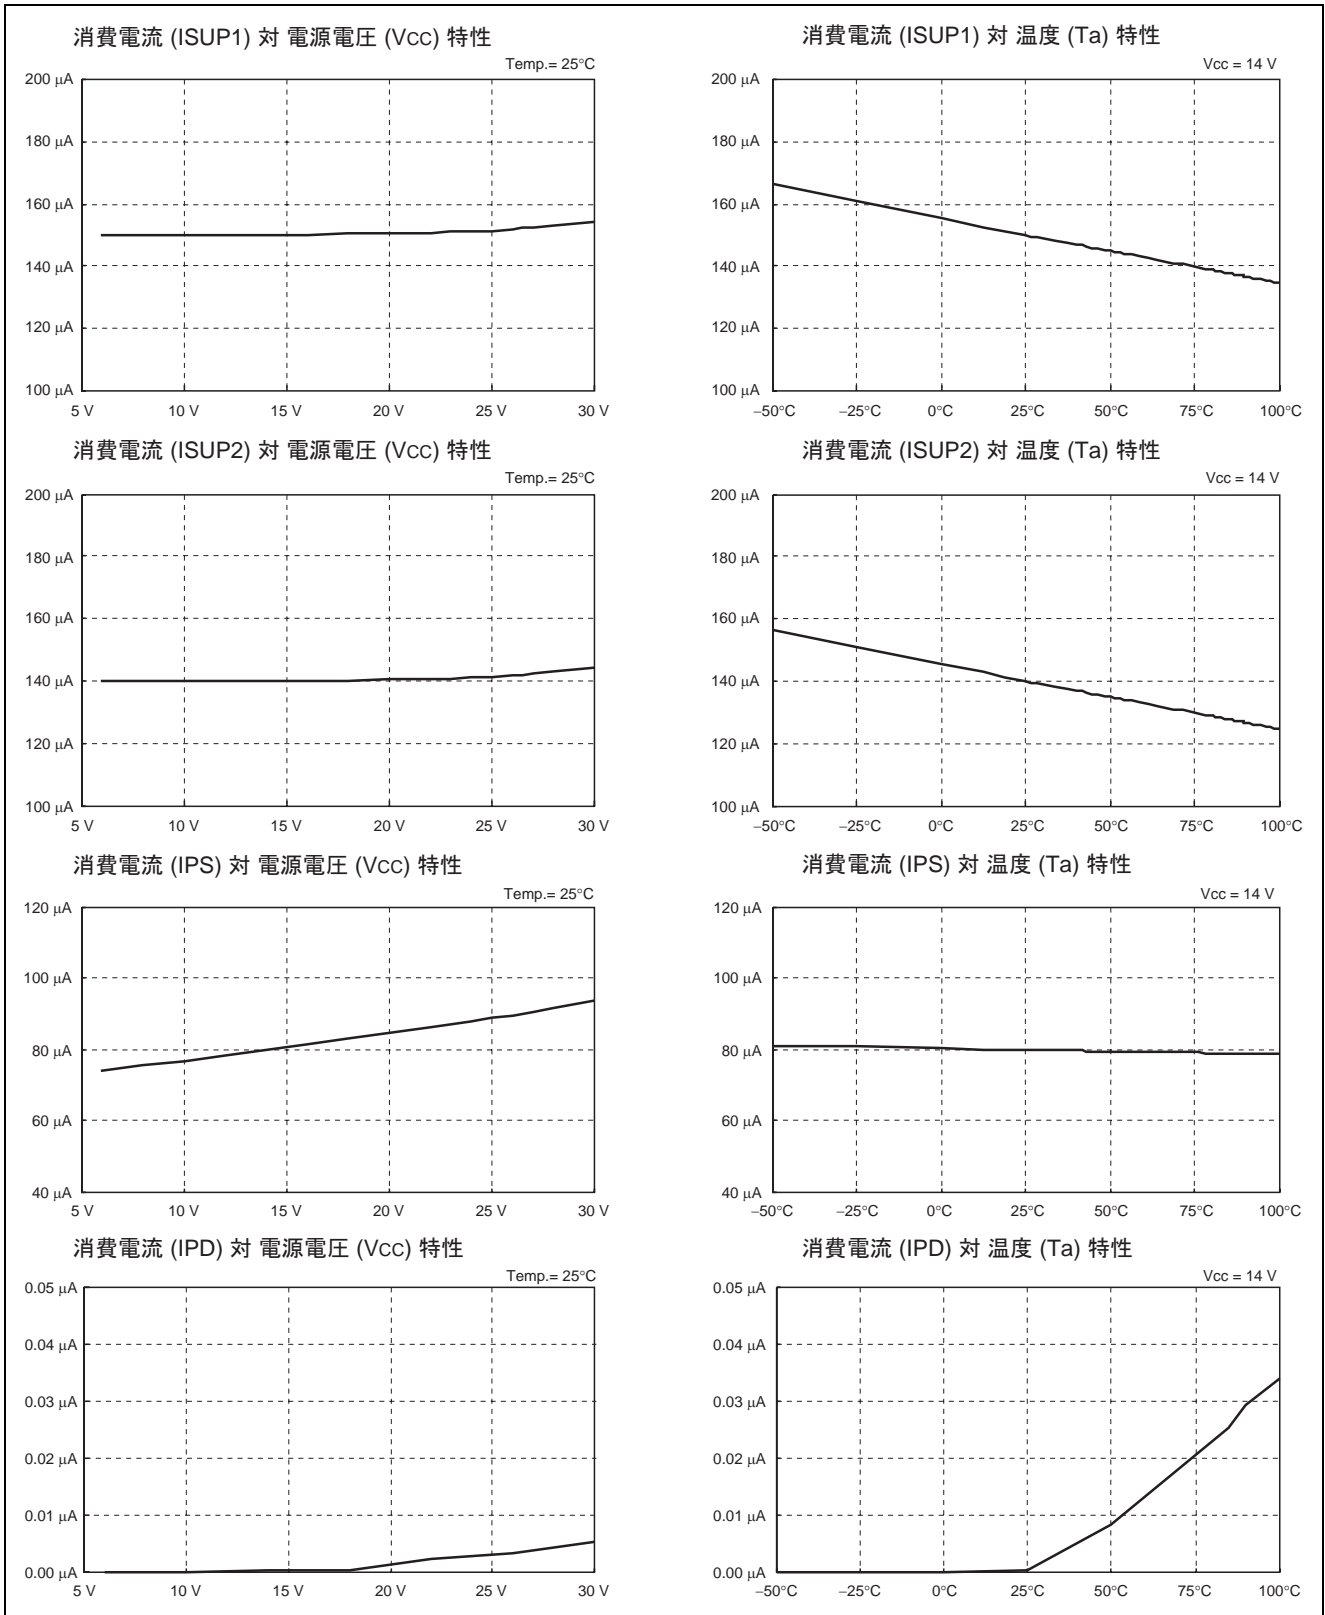 消費電流 (ISUP1) 対 電源電圧 (Vcc) 特性
Temp.= 25°C
200 μA
180 μA
160 μA
140 μA
120 μA
100 μA
5 V 10 V 15 V 20 V 25 V 30 V
消費電流 (ISUP1) 対 温度 (Ta) 特性
Vcc = 14 V
200 μA
180 μA
160 μA
140 μA
120 μA
100 μA
−50°C −25°C 0°C 25°C 50°C 75°C 100°C
消費電流 (ISUP2) 対 電源電圧 (Vcc) 特性
Temp.= 25°C
200 μA
180 μA
160 μA
140 μA
120 μA
100 μA
5 V 10 V 15 V 20 V 25 V 30 V
消費電流 (ISUP2) 対 温度 (Ta) 特性
Vcc = 14 V
200 μA
180 μA
160 μA
140 μA
120 μA
100 μA
−50°C −25°C 0°C 25°C 50°C 75°C 100°C
消費電流 (IPS) 対 電源電圧 (Vcc) 特性
Temp.= 25°C
120 μA
100 μA
80 μA
60 μA
40 μA
5 V 10 V 15 V 20 V 25 V 30 V
消費電流 (IPS) 対 温度 (Ta) 特性
Vcc = 14 V
120 μA
100 μA
80 μA
60 μA
40 μA
−50°C −25°C 0°C 25°C 50°C 75°C 100°C
消費電流 (IPD) 対 電源電圧 (Vcc) 特性
Temp.= 25°C
0.05 μA
0.04 μA
0.03 μA
0.02 μA
0.01 μA
0.00 μA
5 V 10 V 15 V 20 V 25 V 30 V
消費電流 (IPD) 対 温度 (Ta) 特性
Vcc = 14 V
0.05 μA
0.04 μA
0.03 μA
0.02 μA
0.01 μA
0.00 μA
−50°C −25°C 0°C 25°C 50°C 75°C 100°C